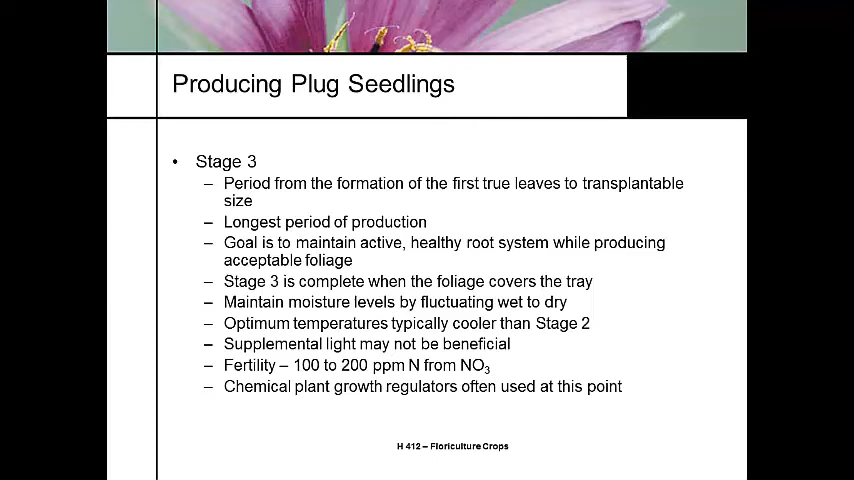 Producing Plug Seedlings
• Stage 3
– Period from the formation of the first true leaves to transplantable
size
– Longest period of production
– Goal is to maintain active, healthy root system while producing
acceptable foliage
– Stage 3 is complete when the foliage covers the tray
– Maintain moisture levels by fluctuating wet to dry
– Optimum temperatures typically cooler than Stage 2
– Supplemental light may not be beneficial
– Fertility – 100 to 200 ppm N from NO₃
– Chemical plant growth regulators often used at this point
H 412 – Floriculture Crops